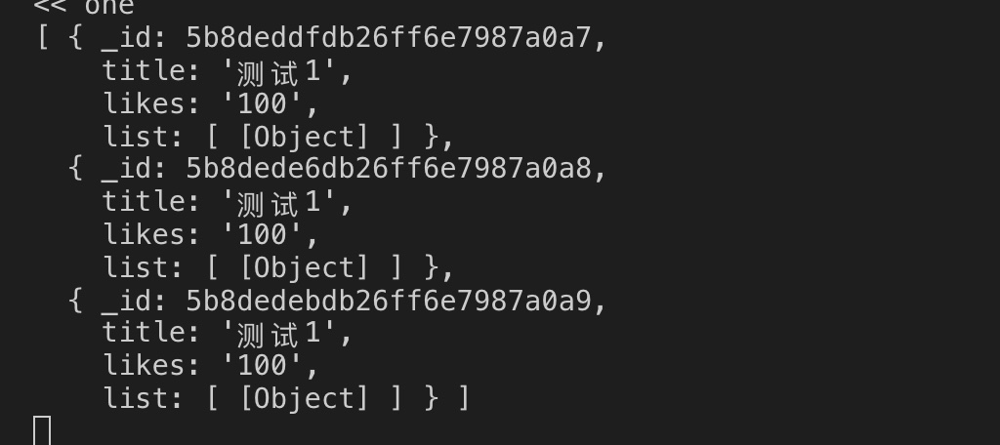 << one
[ { _id: 5b8deddfdb26ff6e7987a0a7,
title: '测试1',
likes: '100',
list: [ [Object] ] },
{ _id: 5b8dede6db26ff6e7987a0a8,
title: '测试1',
likes: '100',
list: [ [Object] ] },
{ _id: 5b8dedebdb26ff6e7987a0a9,
title: '测试1',
likes: '100',
list: [ [Object] ] } ]